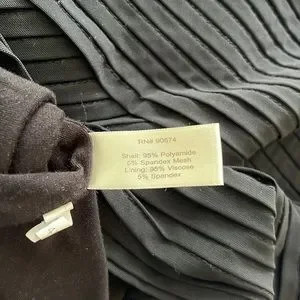 RN# 90674
Shell: 95% Polyamide
5% Spandex Mesh
Lining: 95% Viscose
5% Spandex